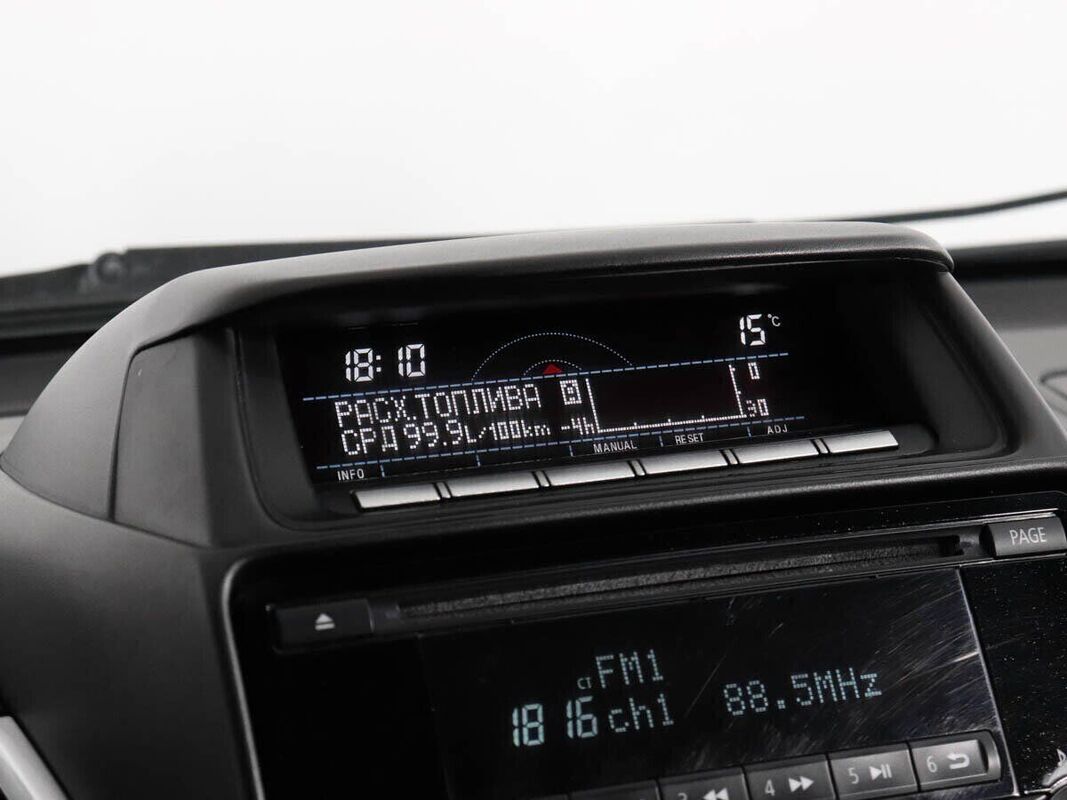 18:10
15°C
РАСХ.ТОПЛИВА
0
СРД 99.9L/100km -4h
30
INFO MANUAL RESET ADJ
PAGE
CT FM1
18 16 ch1 88.5MHz
4 5 6